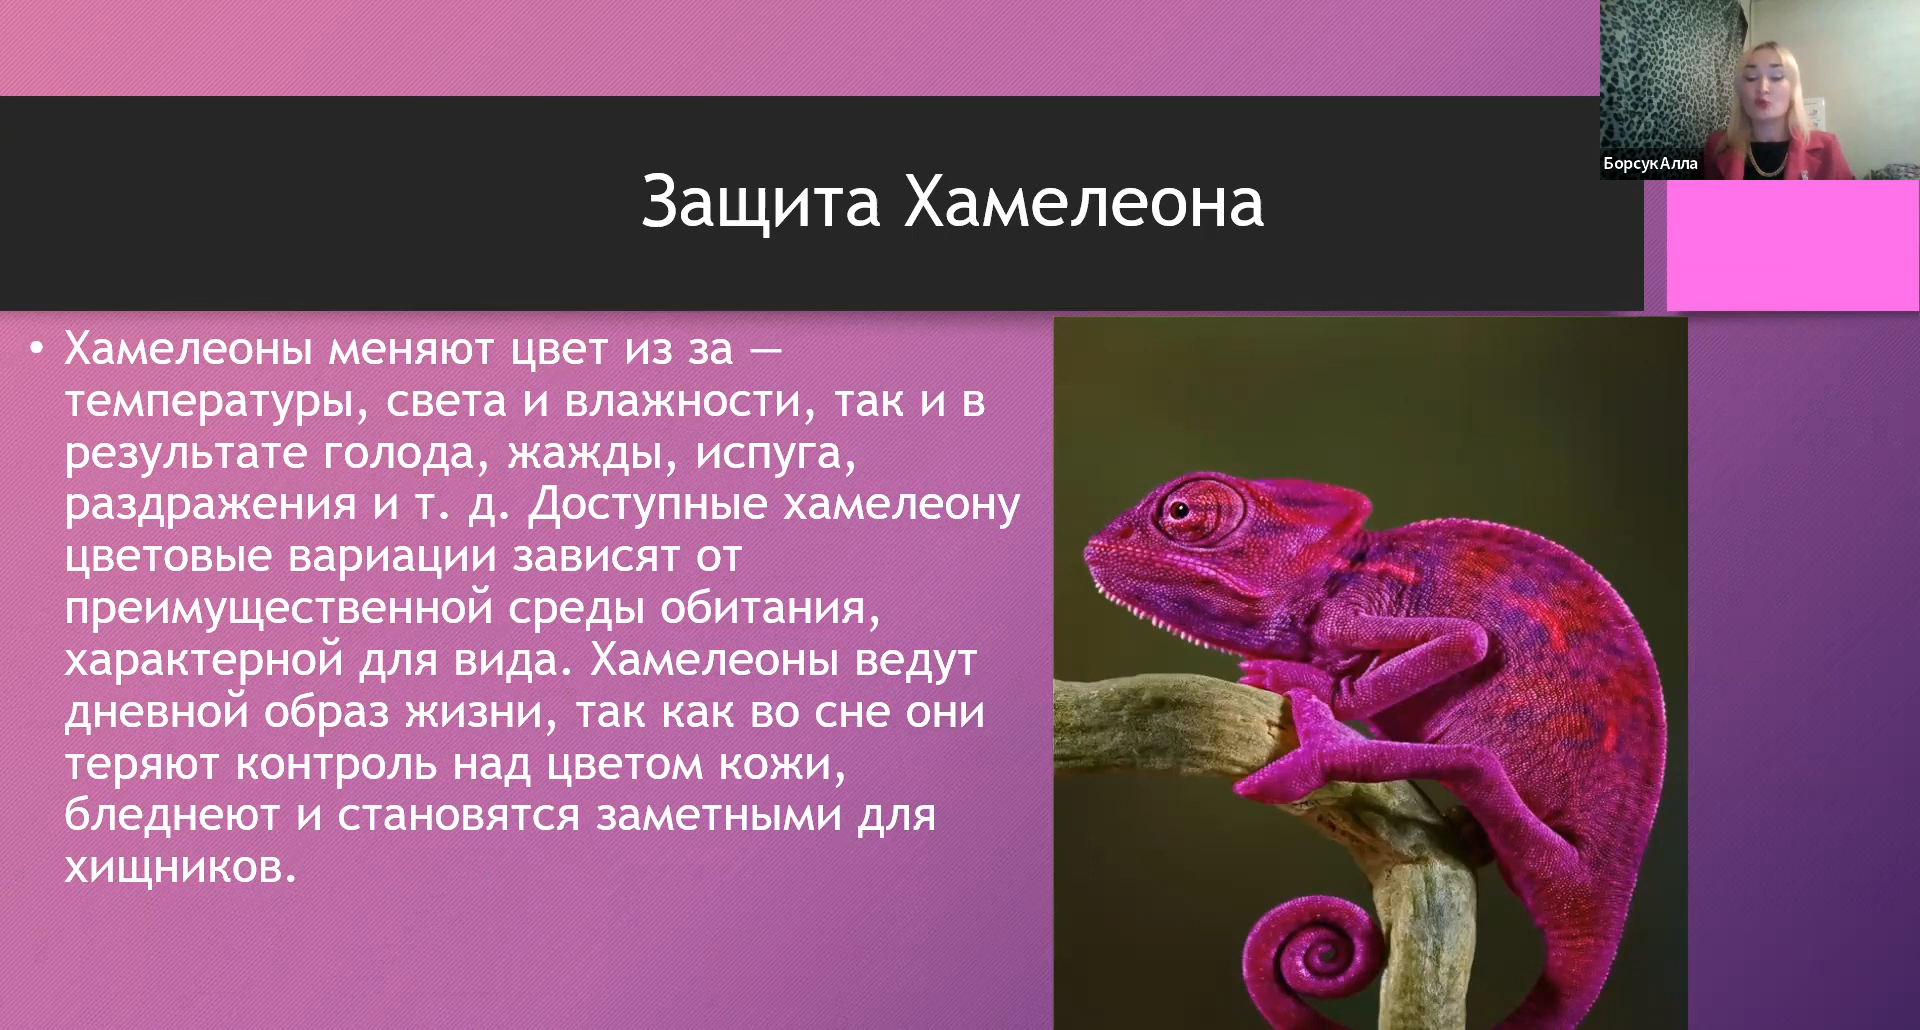 Борсук Алла
Защита Хамелеона
• Хамелеоны меняют цвет из за —
температуры, света и влажности, так и в
результате голода, жажды, испуга,
раздражения и т. д. Доступные хамелеону
цветовые вариации зависят от
преимущественной среды обитания,
характерной для вида. Хамелеоны ведут
дневной образ жизни, так как во сне они
теряют контроль над цветом кожи,
бледнеют и становятся заметными для
хищников.